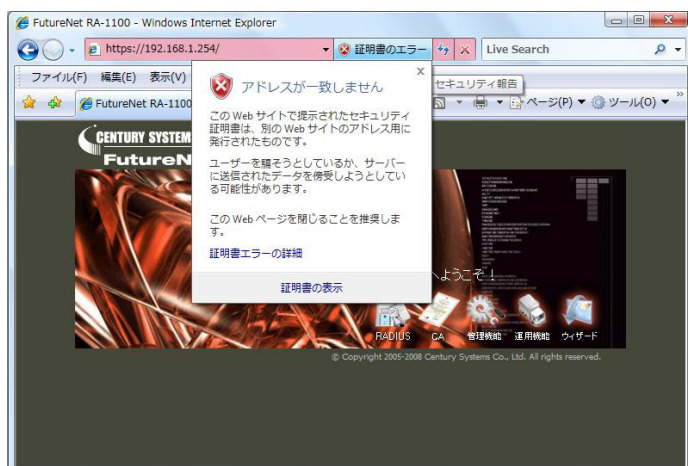 FutureNet RA-1100 - Windows Internet Explorer
https://192.168.1.254/
証明書のエラー
Live Search
ファイル(F) 編集(E) 表示(V)
セキュリティ報告
FutureNet RA-1100
ページ(P) ツール(O)
アドレスが一致しません
この Web サイトで提示されたセキュリティ
証明書は、別の Web サイトのアドレス用に
発行されたものです。
ユーザーを騙そうとしているか、サーバー
に送信されたデータを傍受しようとしてい
る可能性があります。
この Web ページを閉じることを推奨しま
す。
証明書エラーの詳細
証明書の表示
CENTURY SYSTEMS
FutureN
ようこそ！
RADIUS CA 管理機能 運用機能 ウィザード
© Copyright 2005-2008 Century Systems Co., Ltd. All rights reserved.